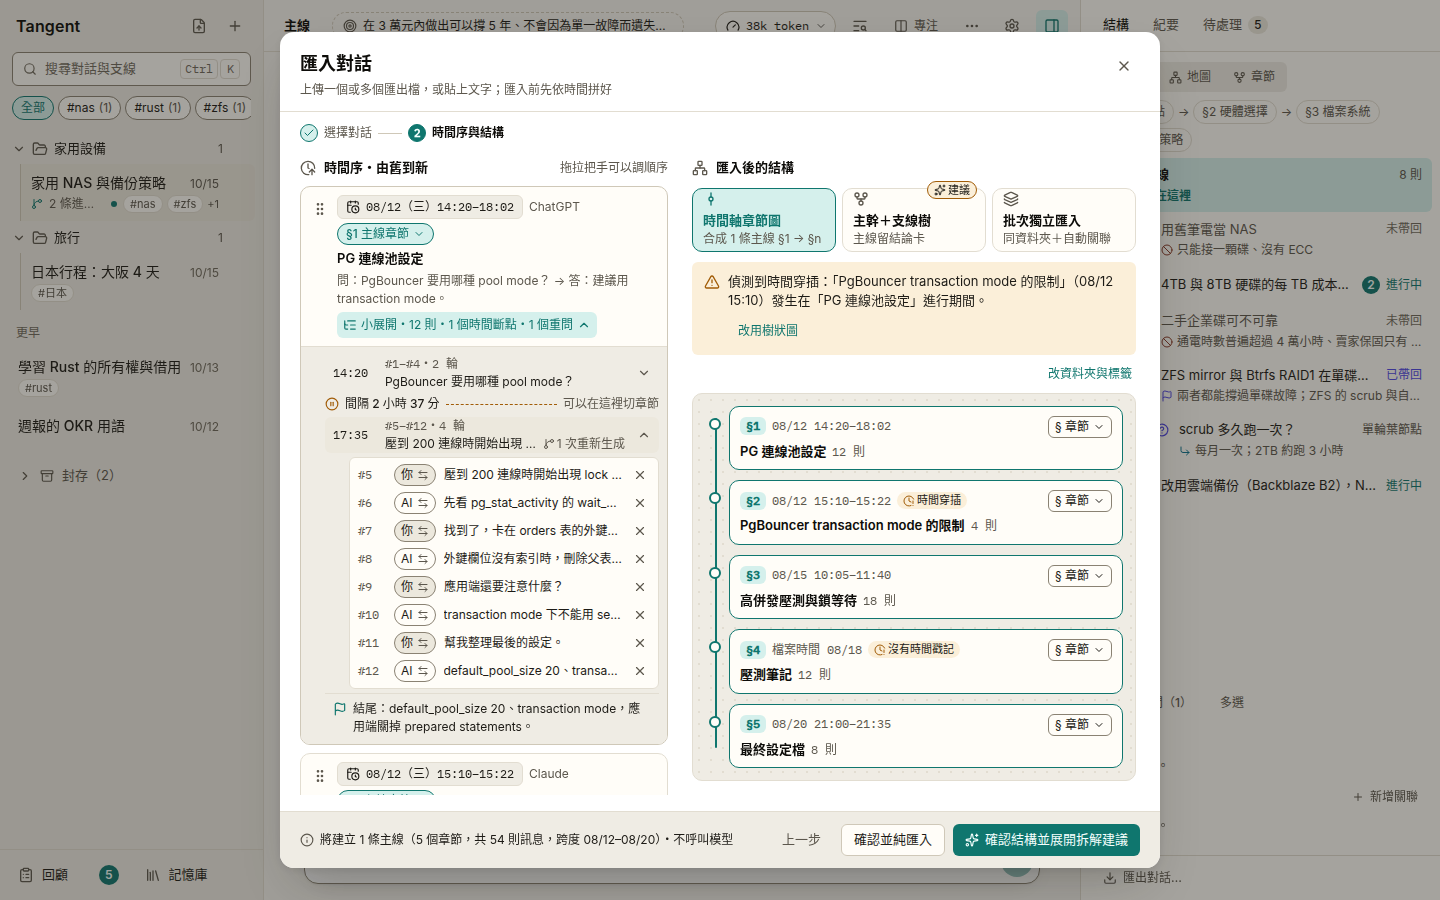 Tangent
搜尋對話與支線
Ctrl K
全部
#nas (1)
#rust (1)
#zfs (1)
家用設備
1
家用 NAS 與備份策略
10/15
2 條進…
#nas
#zfs
+1
旅行
1
日本行程：大阪 4 天
10/15
#日本
更早
學習 Rust 的所有權與借用
10/13
#rust
週報的 OKR 用語
10/12
封存（2）
回顧
5
記憶庫
主線
在 3 萬元內做出可以撐 5 年、不會因為單一故障而遺失…
38k token
專注
匯入對話
上傳一個或多個匯出檔，或貼上文字；匯入前先依時間拼好
選擇對話
2 時間序與結構
時間序・由舊到新
拖拉把手可以調順序
08/12（三）14:20–18:02
ChatGPT
§1 主線章節
PG 連線池設定
問：PgBouncer 要用哪種 pool mode？ → 答：建議用
transaction mode。
小展開・12 則・1 個時間斷點・1 個重問
14:20
#1–#4・2 輪
PgBouncer 要用哪種 pool mode？
間隔 2 小時 37 分
可以在這裡切章節
17:35
#5–#12・4 輪
壓到 200 連線時開始出現 …
1 次重新生成
#5 你 壓到 200 連線時開始出現 lock …
#6 AI 先看 pg_stat_activity 的 wait_…
#7 你 找到了，卡在 orders 表的外鍵…
#8 AI 外鍵欄位沒有索引時，刪除父表…
#9 你 應用端還要注意什麼？
#10 AI transaction mode 下不能用 se…
#11 你 幫我整理最後的設定。
#12 AI default_pool_size 20、transa…
結尾：default_pool_size 20、transaction mode，應
用端關掉 prepared statements。
08/12（三）15:10–15:22
Claude
匯入後的結構
時間軸章節圖
合成 1 條主線 §1 → §n
建議
主幹＋支線樹
主線留結論卡
批次獨立匯入
同資料夾＋自動關聯
偵測到時間穿插：「PgBouncer transaction mode 的限制」（08/12
15:10）發生在「PG 連線池設定」進行期間。
改用樹狀圖
改資料夾與標籤
§1 08/12 14:20–18:02
§ 章節
PG 連線池設定 12 則
§2 08/12 15:10–15:22 時間穿插
§ 章節
PgBouncer transaction mode 的限制 4 則
§3 08/15 10:05–11:40
§ 章節
高併發壓測與鎖等待 18 則
§4 檔案時間 08/18 沒有時間戳記
§ 章節
壓測筆記 12 則
§5 08/20 21:00–21:35
§ 章節
最終設定檔 8 則
將建立 1 條主線（5 個章節，共 54 則訊息，跨度 08/12–08/20）・不呼叫模型
上一步
確認並純匯入
確認結構並展開拆解建議
結構
紀要
待處理 5
地圖
章節
→ §2 硬體選擇 → §3 檔案系統
策略
8 則
在這裡
用舊筆電當 NAS
未帶回
只能接一顆碟、沒有 ECC
4TB 與 8TB 硬碟的每 TB 成本…
2 進行中
二手企業碟可不可靠
未帶回
通電時數普遍超過 4 萬小時、賣家保固只有 …
ZFS mirror 與 Btrfs RAID1 在單碟…
已帶回
兩者都能撐過單碟故障；ZFS 的 scrub 與自…
scrub 多久跑一次？
單輪葉節點
每月一次；2TB 約跑 3 小時
改用雲端備份（Backblaze B2），N…
進行中
（1）
多選
新增關聯
匯出對話…